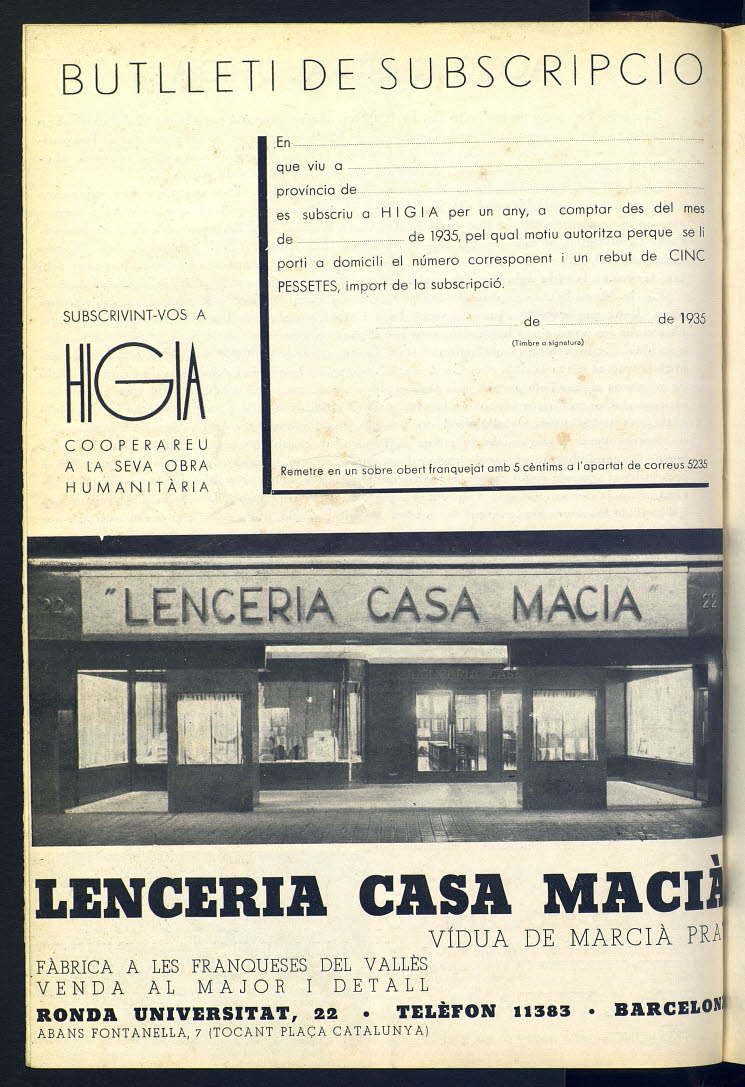 BUTLLETI DE SUBSCRIPCIO
En
que viu a
província de
es subscriu a HIGIA per un any, a comptar des del mes
de de 1935, pel qual motiu autoritza perque se li
porti a domicili el número corresponent i un rebut de CINC
PESSETES, import de la subscripció.
de de 1935
(Timbre o signatura)
Remetre en un sobre obert franquejat amb 5 cèntims a l'apartat de correus 5235
SUBSCRIVINT-VOS A
HIGIA
COOPERAREU
A LA SEVA OBRA
HUMANITÀRIA
22 "LENCERIA CASA MACIA" 22
LENCERIA CASA MACIÀ
VÍDUA DE MARCIÀ PRA
FÀBRICA A LES FRANQUESES DEL VALLÈS
VENDA AL MAJOR I DETALL
RONDA UNIVERSITAT, 22 • TELÈFON 11383 • BARCELON
ABANS FONTANELLA, 7 (TOCANT PLAÇA CATALUNYA)